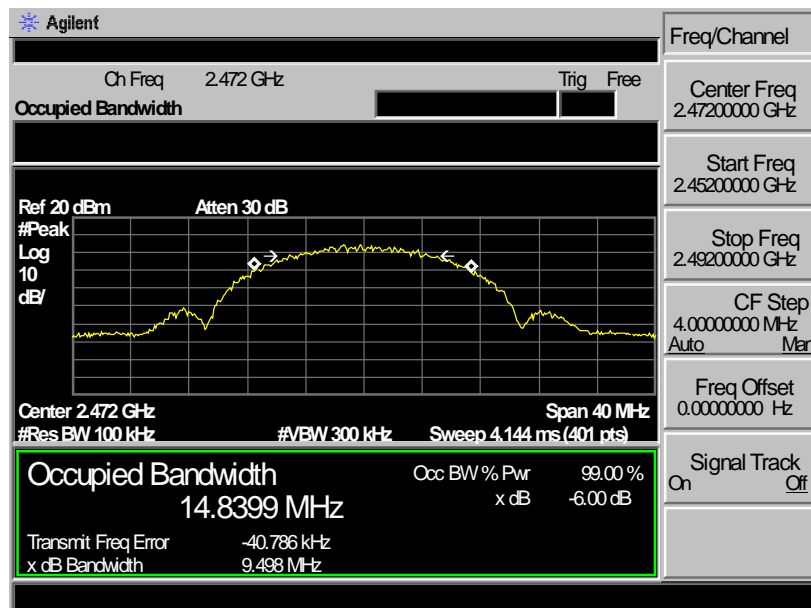 Agilent
Freq/Channel
Ch Freq 2.472 GHz Trig Free
Occupied Bandwidth
Center Freq
2.47200000 GHz
Start Freq
2.45200000 GHz
Stop Freq
2.49200000 GHz
CF Step
4.00000000 MHz
Auto Man
Freq Offset
0.00000000 Hz
Signal Track
On Off
Ref 20 dBm Atten 30 dB
#Peak
Log
10
dB/
Center 2.472 GHz Span 40 MHz
#Res BW 100 kHz #VBW 300 kHz Sweep 4.144 ms (401 pts)
Occupied Bandwidth
14.8399 MHz
Occ BW % Pwr 99.00 %
x dB -6.00 dB
Transmit Freq Error -40.786 kHz
x dB Bandwidth 9.498 MHz